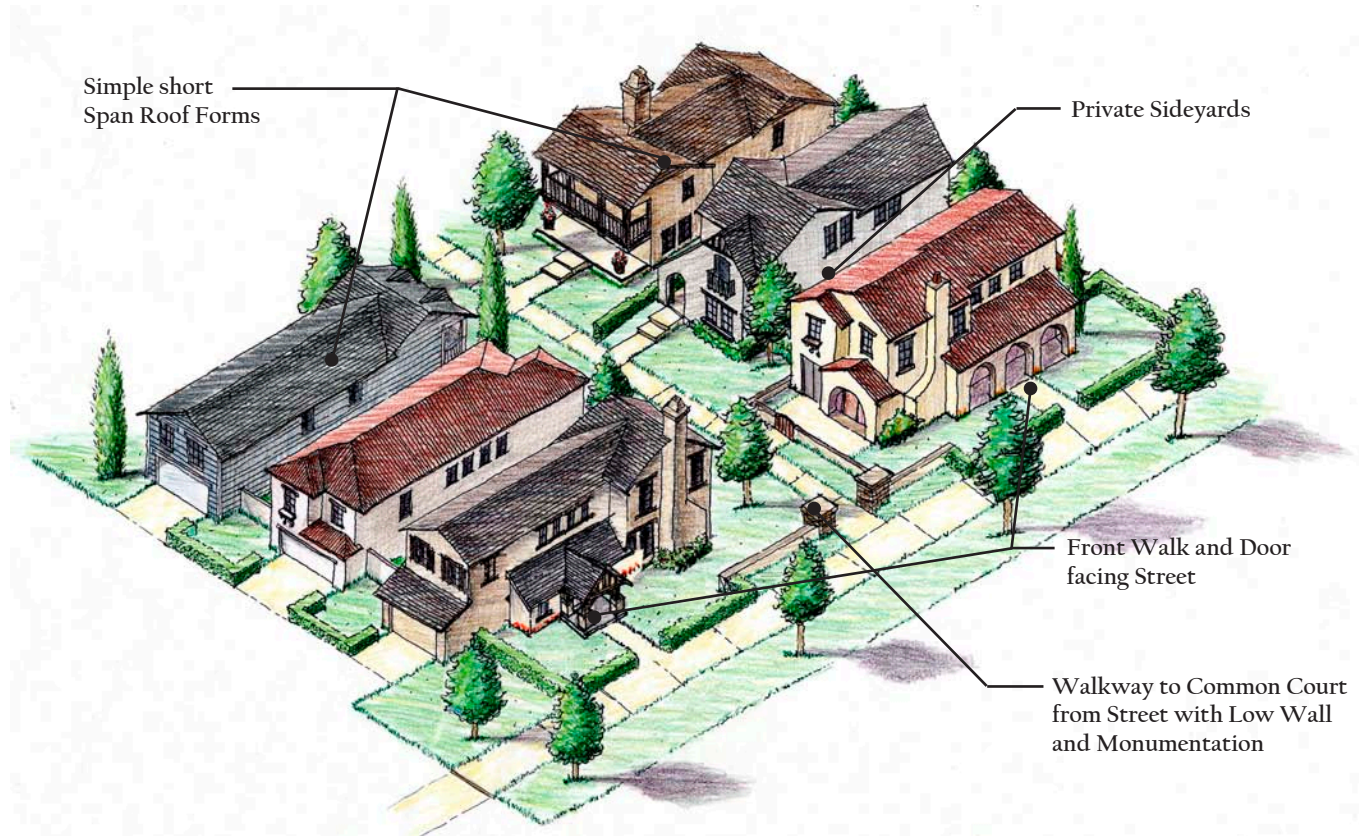 Simple short
Span Roof Forms
Private Sideyards
Front Walk and Door
facing Street
Walkway to Common Court
from Street with Low Wall
and Monumentation